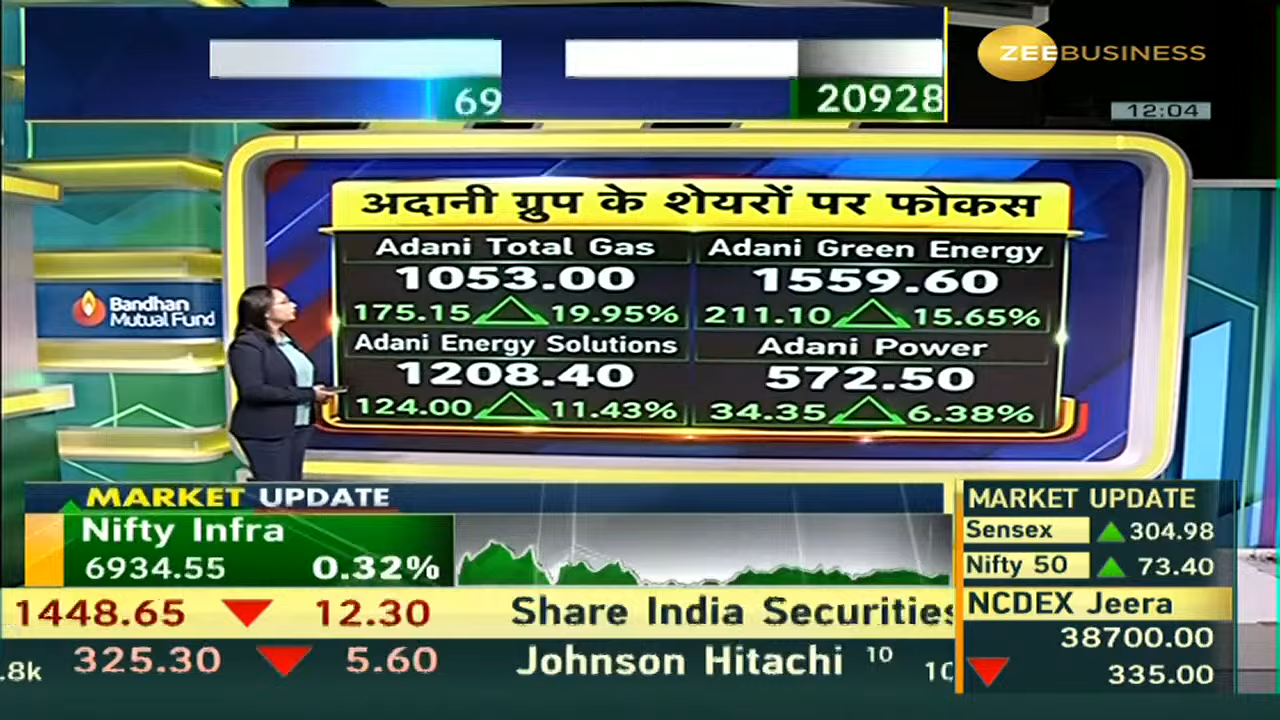 69
20928
ZEEBUSINESS
12:04
अदानी ग्रुप के शेयरों पर फोकस
Adani Total Gas
1053.00
175.15 19.95%
Adani Green Energy
1559.60
211.10 15.65%
Adani Energy Solutions
1208.40
124.00 11.43%
Adani Power
572.50
34.35 6.38%
Bandhan
Mutual Fund
MARKET UPDATE
Nifty Infra
6934.55 0.32%
1448.65 12.30 Share India Securities
.8k 325.30 5.60 Johnson Hitachi 10
MARKET UPDATE
Sensex 304.98
Nifty 50 73.40
NCDEX Jeera
38700.00
335.00